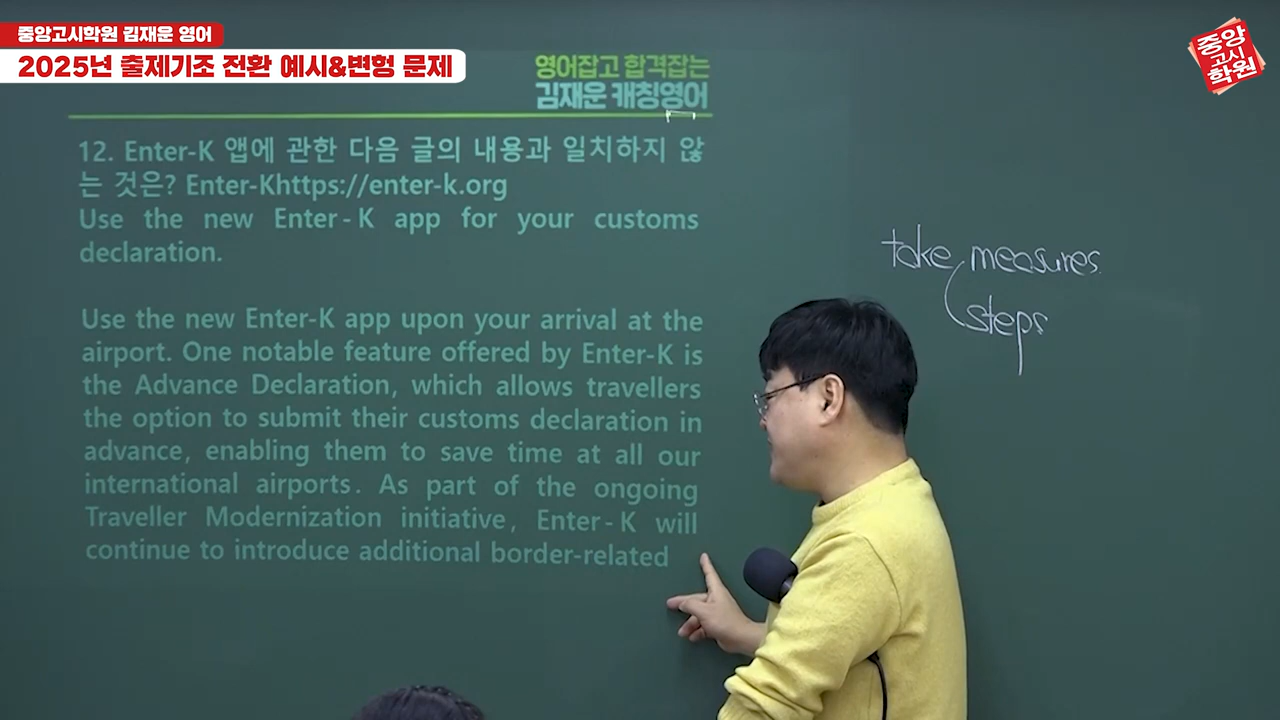 중앙고시학원 김재운 영어
2025년 출제기조 전환 예시&변형 문제
중앙
고시
학원
영어잡고 합격잡는
김재운 캐칭영어
12. Enter-K 앱에 관한 다음 글의 내용과 일치하지 않
는 것은? Enter-Khttps://enter-k.org
Use the new Enter-K app for your customs
declaration.
Use the new Enter-K app upon your arrival at the
airport. One notable feature offered by Enter-K is
the Advance Declaration, which allows travellers
the option to submit their customs declaration in
advance, enabling them to save time at all our
international airports. As part of the ongoing
Traveller Modernization initiative, Enter-K will
continue to introduce additional border-related
take measures
steps